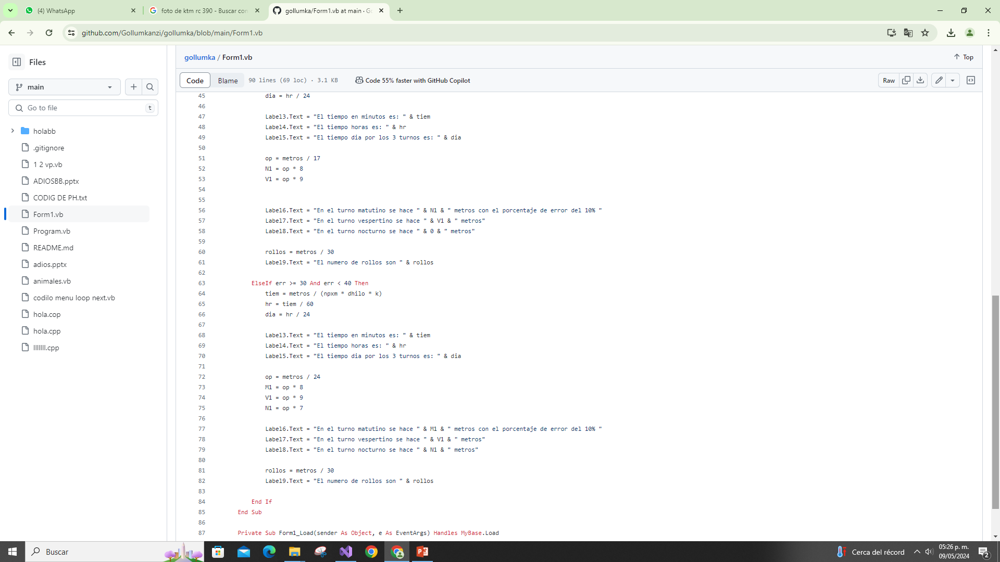 (4) WhatsApp
foto de ktm rc 390 - Buscar con
gollumka/Form1.vb at main · Go
github.com/Gollumkanzi/gollumka/blob/main/Form1.vb
Files
main
Go to file
t
holabb
.gitignore
1 2 vp.vb
ADIOSBB.pptx
CODIG DE PH.txt
Form1.vb
Program.vb
README.md
adios.pptx
animales.vb
codilo menu loop next.vb
hola.cop
hola.cpp
lllllll.cpp
gollumka / Form1.vb
Top
Code
Blame
90 lines (69 loc) · 3.1 KB
Code 55% faster with GitHub Copilot
Raw
45 dia = hr / 24
46
47 Label3.Text = "El tiempo en minutos es: " & tiem
48 Label4.Text = "El tiempo horas es: " & hr
49 Label5.Text = "El tiempo dia por los 3 turnos es: " & dia
50
51 op = metros / 17
52 N1 = op * 8
53 V1 = op * 9
54
55
56 Label6.Text = "En el turno matutino se hace " & N1 & " metros con el porcentaje de error del 10% "
57 Label7.Text = "En el turno vespertino se hace " & V1 & " metros"
58 Label8.Text = "En el turno nocturno se hace " & 0 & " metros"
59
60 rollos = metros / 30
61 Label9.Text = "El numero de rollos son " & rollos
62
63 ElseIf err >= 30 And err < 40 Then
64 tiem = metros / (npxm * dhilo * k)
65 hr = tiem / 60
66 dia = hr / 24
67
68 Label3.Text = "El tiempo en minutos es: " & tiem
69 Label4.Text = "El tiempo horas es: " & hr
70 Label5.Text = "El tiempo dia por los 3 turnos es: " & dia
71
72 op = metros / 24
73 M1 = op * 8
74 V1 = op * 9
75 N1 = op * 7
76
77 Label6.Text = "En el turno matutino se hace " & M1 & " metros con el porcentaje de error del 10% "
78 Label7.Text = "En el turno vespertino se hace " & V1 & " metros"
79 Label8.Text = "En el turno nocturno se hace " & N1 & " metros"
80
81 rollos = metros / 30
82 Label9.Text = "El numero de rollos son " & rollos
83
84 End If
85 End Sub
86
87 Private Sub Form1_Load(sender As Object, e As EventArgs) Handles MyBase.Load
Buscar
Cerca del récord
05:26 p. m.
09/05/2024
2